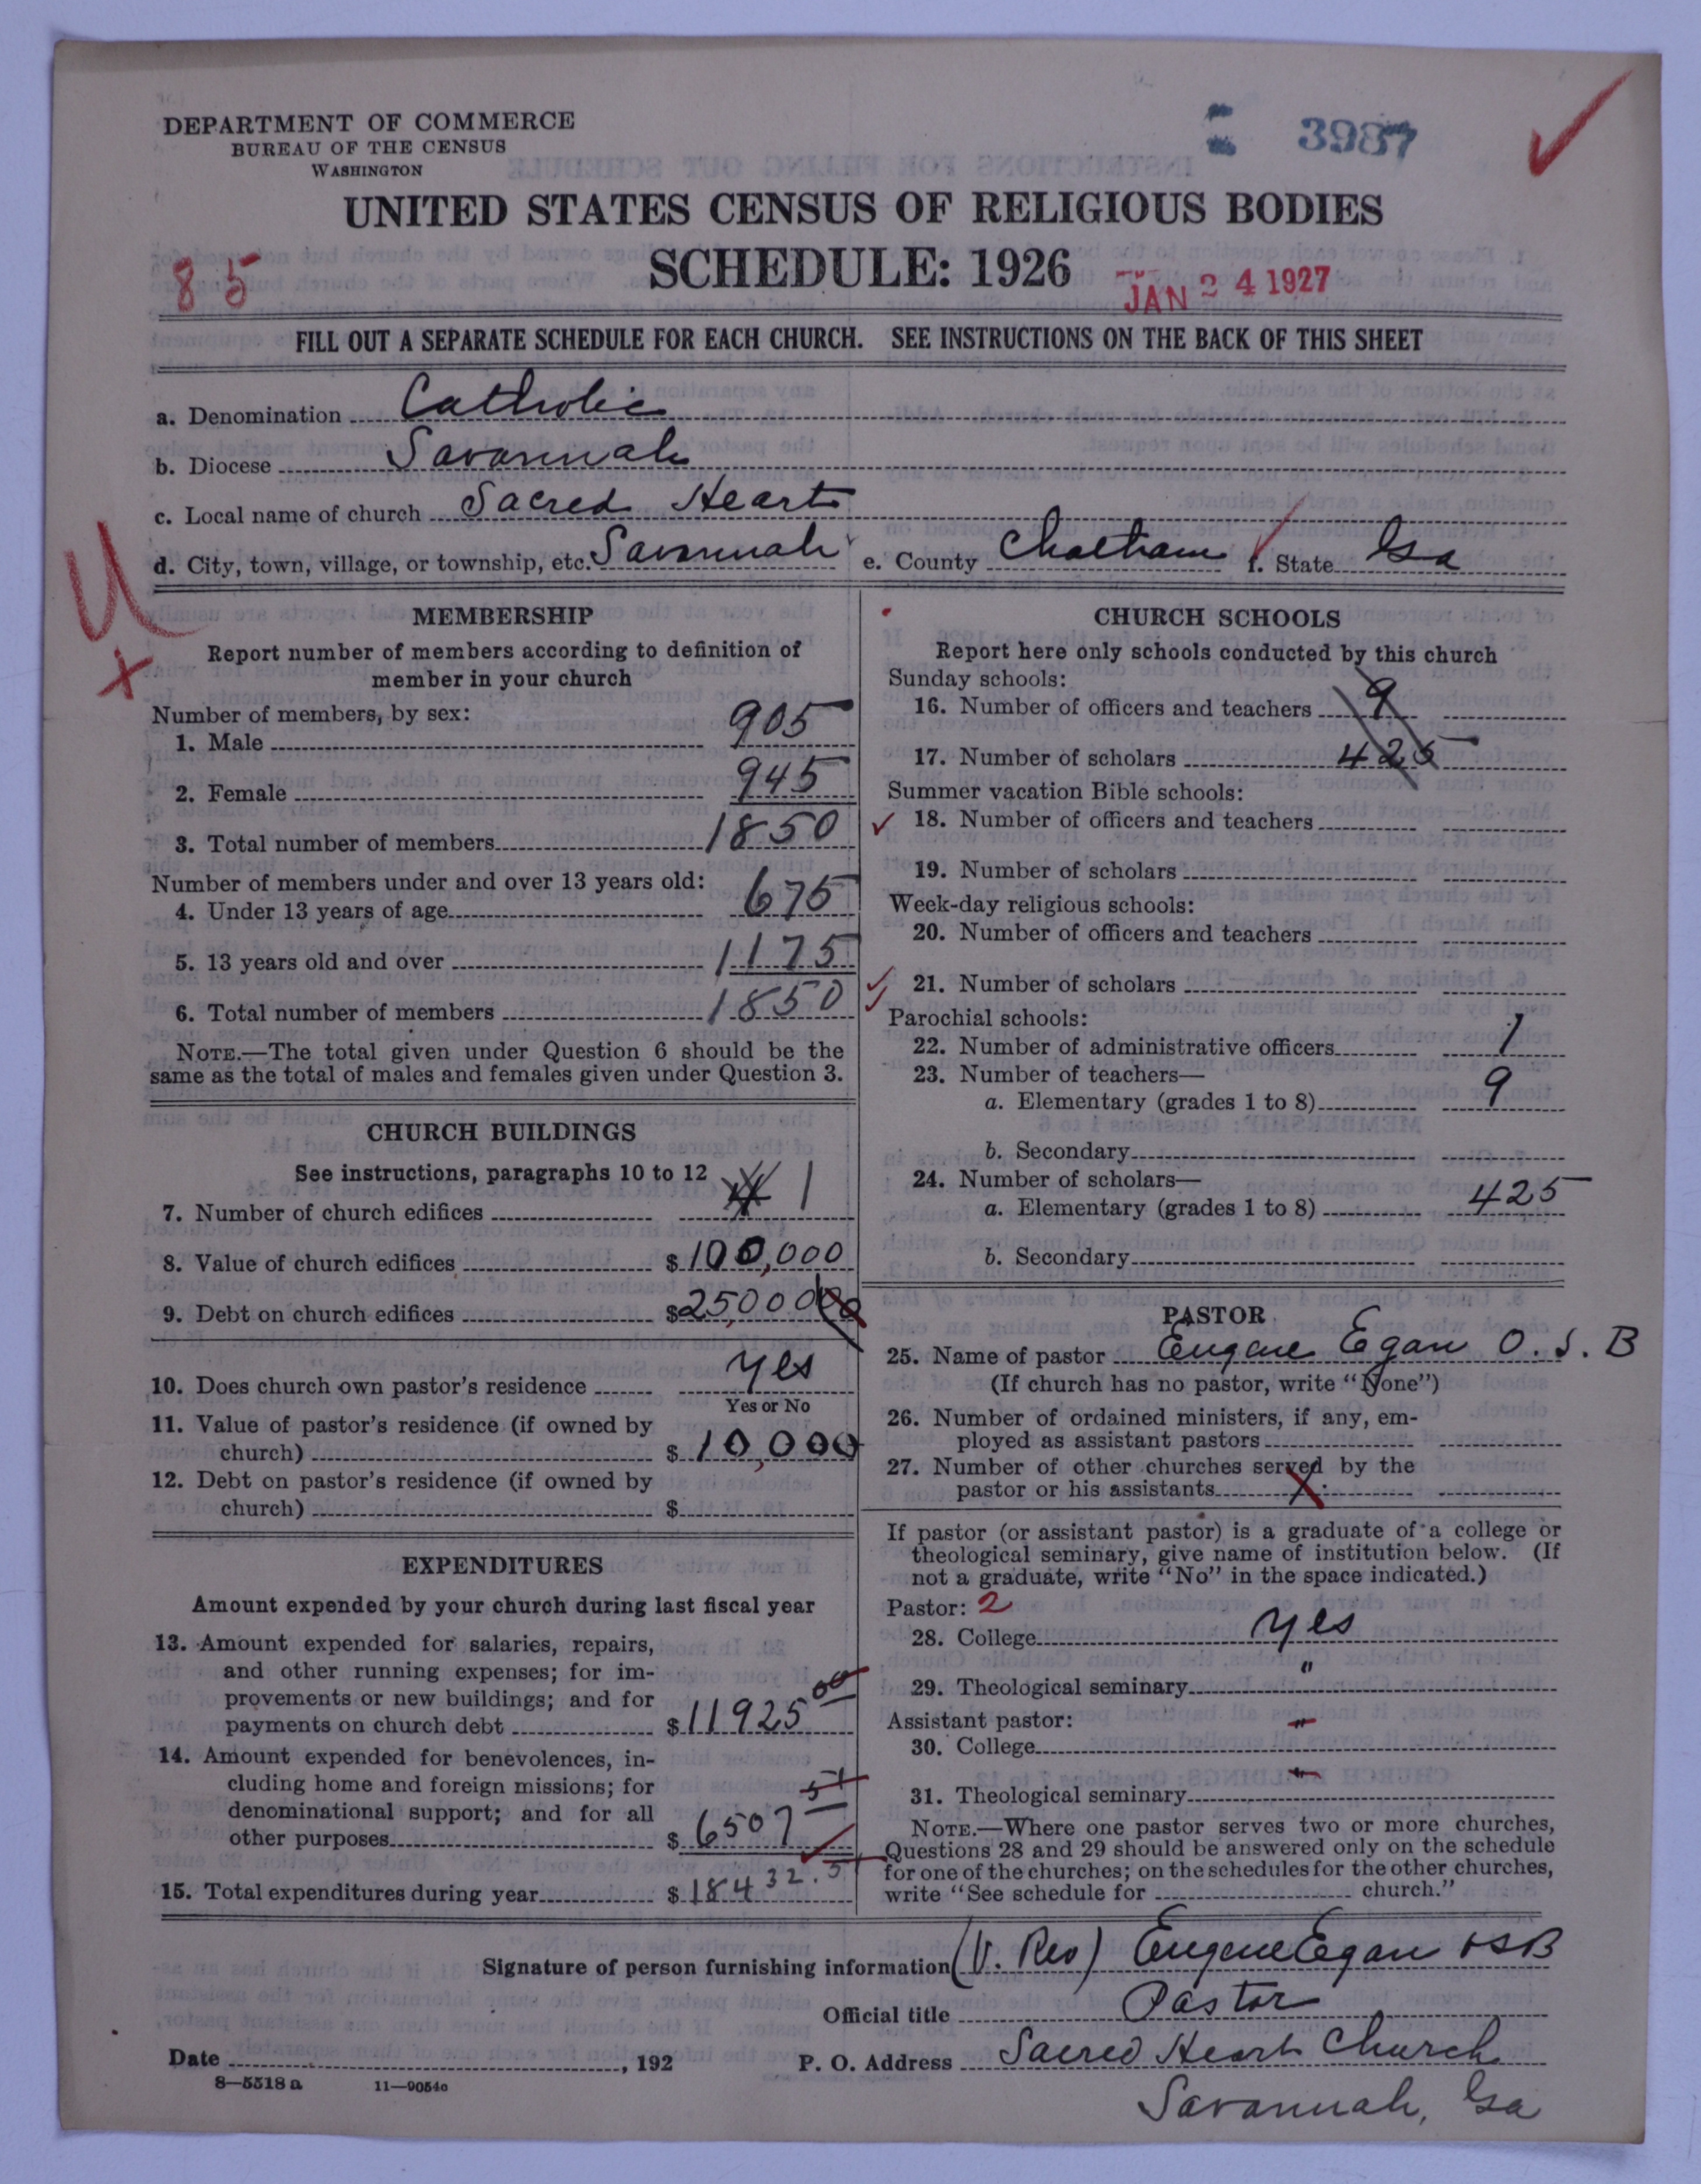 DEPARTMENT OF COMMERCE
BUREAU OF THE CENSUS
WASHINGTON
3987
UNITED STATES CENSUS OF RELIGIOUS BODIES
SCHEDULE: 1926
85
JAN 24 1927
FILL OUT A SEPARATE SCHEDULE FOR EACH CHURCH. SEE INSTRUCTIONS ON THE BACK OF THIS SHEET
a. Denomination Catholic
b. Diocese Savannah
c. Local name of church Sacred Heart
d. City, town, village, or township, etc. Savannah e. County Chatham f. State Ga
U
x
MEMBERSHIP
Report number of members according to definition of
member in your church
Number of members, by sex:
1. Male 905
2. Female 945
3. Total number of members 1850
Number of members under and over 13 years old:
4. Under 13 years of age 675
5. 13 years old and over 1175
6. Total number of members 1850
NOTE.—The total given under Question 6 should be the
same as the total of males and females given under Question 3.
CHURCH BUILDINGS
See instructions, paragraphs 10 to 12
7. Number of church edifices 1
8. Value of church edifices $100,000
9. Debt on church edifices $25,000 00
10. Does church own pastor's residence yes
Yes or No
11. Value of pastor's residence (if owned by
church) $10,000
12. Debt on pastor's residence (if owned by
church) $
EXPENDITURES
Amount expended by your church during last fiscal year
13. Amount expended for salaries, repairs,
and other running expenses; for im-
provements or new buildings; and for
payments on church debt $11925 00
14. Amount expended for benevolences, in-
cluding home and foreign missions; for
denominational support; and for all
other purposes $6507 51
15. Total expenditures during year $18432.51
CHURCH SCHOOLS
Report here only schools conducted by this church
Sunday schools:
16. Number of officers and teachers 9
17. Number of scholars 425
Summer vacation Bible schools:
18. Number of officers and teachers
19. Number of scholars
Week-day religious schools:
20. Number of officers and teachers
21. Number of scholars
Parochial schools:
22. Number of administrative officers 1
23. Number of teachers—
a. Elementary (grades 1 to 8) 9
b. Secondary
24. Number of scholars—
a. Elementary (grades 1 to 8) 425
b. Secondary
PASTOR
25. Name of pastor Eugene Egan O.S.B
(If church has no pastor, write "None")
26. Number of ordained ministers, if any, em-
ployed as assistant pastors
27. Number of other churches served by the
pastor or his assistants x
If pastor (or assistant pastor) is a graduate of a college or
theological seminary, give name of institution below. (If
not a graduate, write "No" in the space indicated.)
Pastor: 2
28. College yes
29. Theological seminary "
Assistant pastor:
30. College "
31. Theological seminary "
NOTE.—Where one pastor serves two or more churches,
Questions 28 and 29 should be answered only on the schedule
for one of the churches; on the schedules for the other churches,
write "See schedule for church."
Signature of person furnishing information (V. Rev) Eugene Egan OSB
Official title Pastor
Date , 192 P. O. Address Sacred Heart Church
Savannah, Ga
8—5518 a 11—9054c